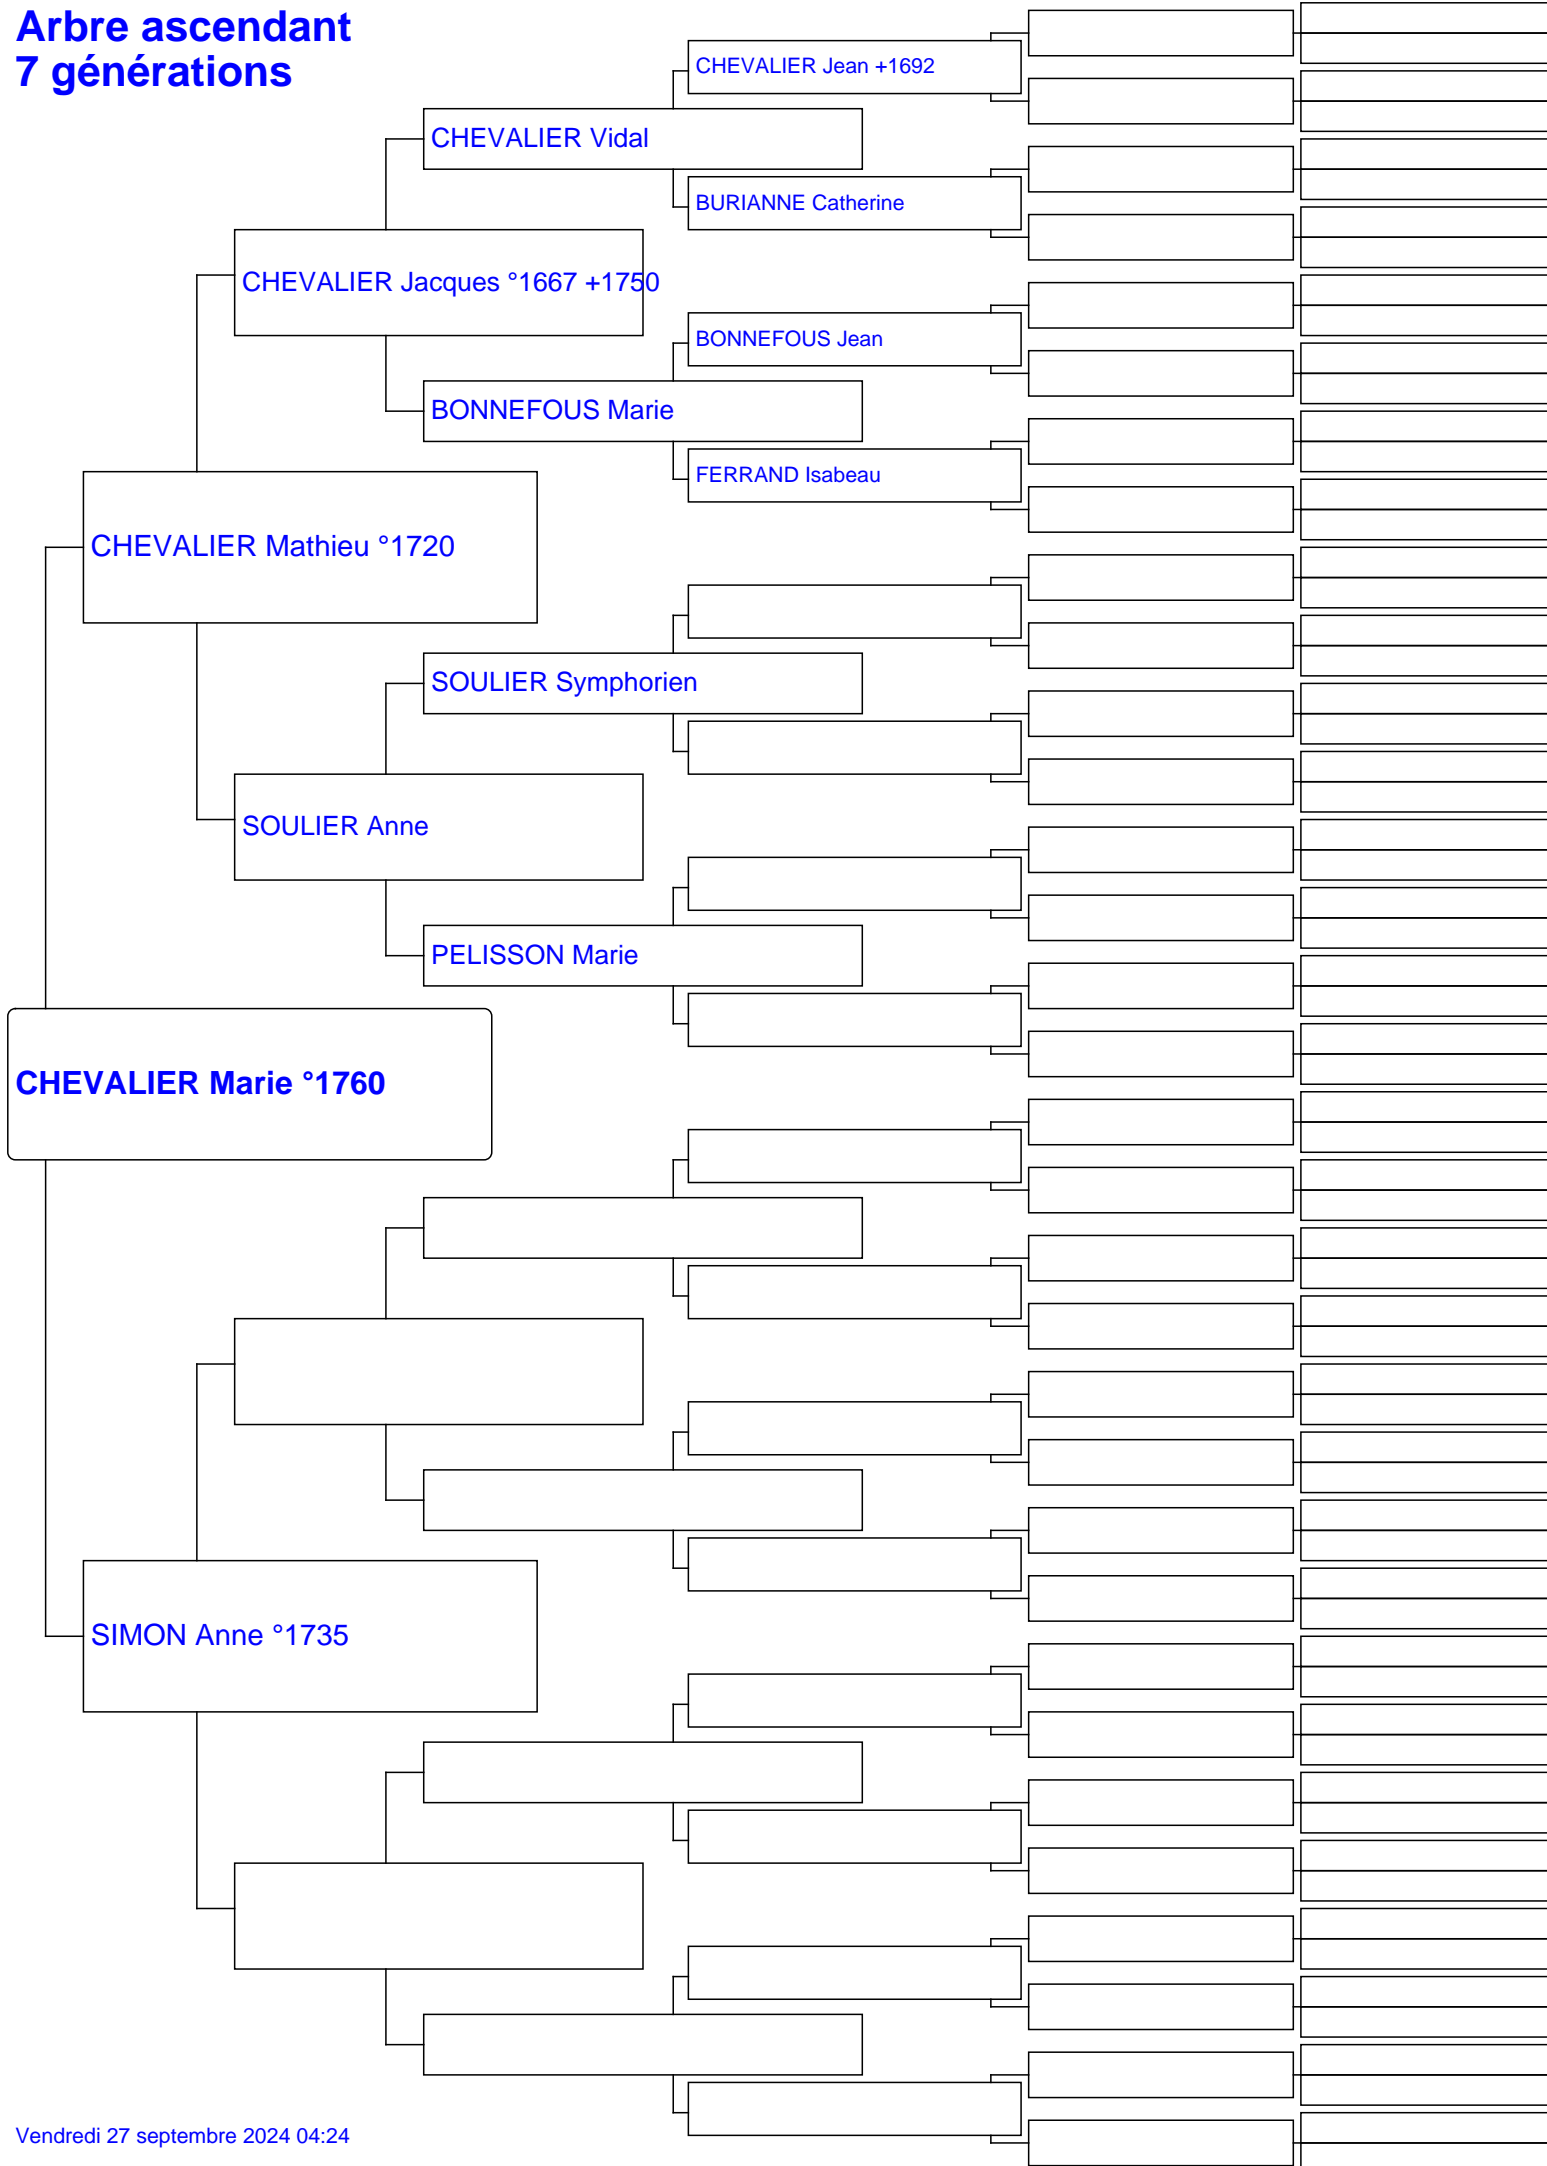 Arbre ascendant
7 générations
CHEVALIER Jean +1692
CHEVALIER Vidal
BURIANNE Catherine
CHEVALIER Jacques °1667 +1750
BONNEFOUS Jean
BONNEFOUS Marie
FERRAND Isabeau
CHEVALIER Mathieu °1720
SOULIER Symphorien
SOULIER Anne
PELISSON Marie
CHEVALIER Marie °1760
SIMON Anne °1735
Vendredi 27 septembre 2024 04:24